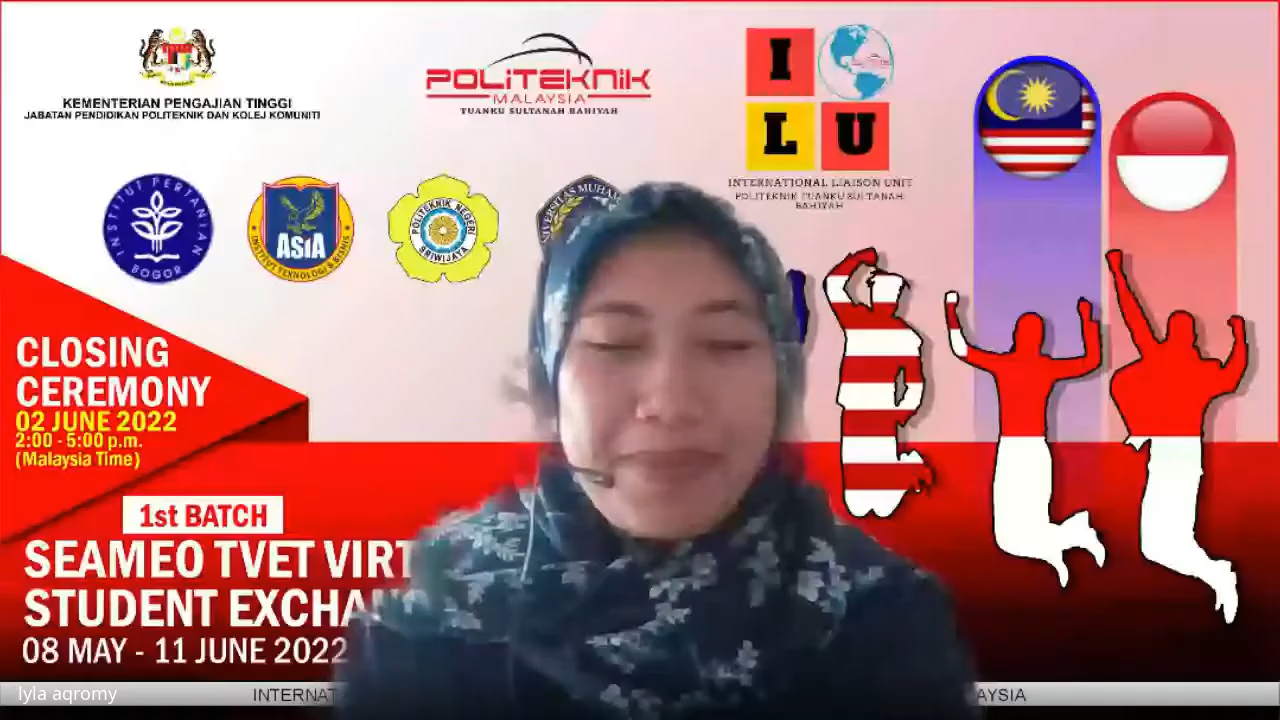 KEMENTERIAN PENGAJIAN TINGGI
JABATAN PENDIDIKAN POLITEKNIK DAN KOLEJ KOMUNITI
POLITEKNIK
MALAYSIA
TUANKU SULTANAH BAHIYAH
I
L U
INTERNATIONAL LIAISON UNIT
POLITEKNIK TUANKU SULTANAH
BAHIYAH
INSTITUT PERTANIAN
BOGOR
ASIA
INSTITUT TEKNOLOGI & BISNIS
POLITEKNIK NEGERI
SRIWIJAYA
CLOSING
CEREMONY
02 JUNE 2022
2:00 - 5:00 p.m.
(Malaysia Time)
1st BATCH
SEAMEO TVET VIRT
STUDENT EXCHA
08 MAY - 11 JUNE 2022
lyla aqromy
INTERNAT
AYSIA